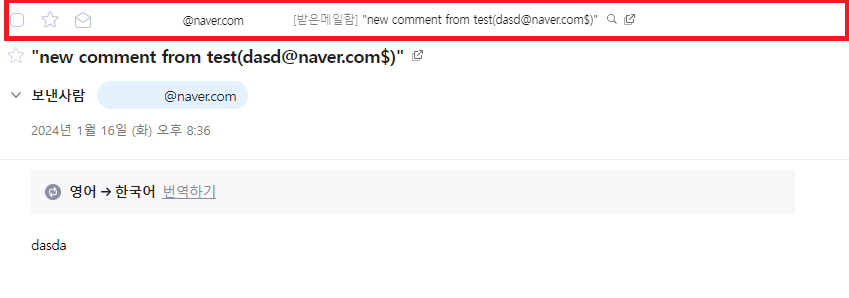 @naver.com [받은메일함] "new comment from test(dasd@naver.com$)"
"new comment from test(dasd@naver.com$)"
보낸사람 @naver.com
2024년 1월 16일 (화) 오후 8:36
영어 → 한국어 번역하기
dasda